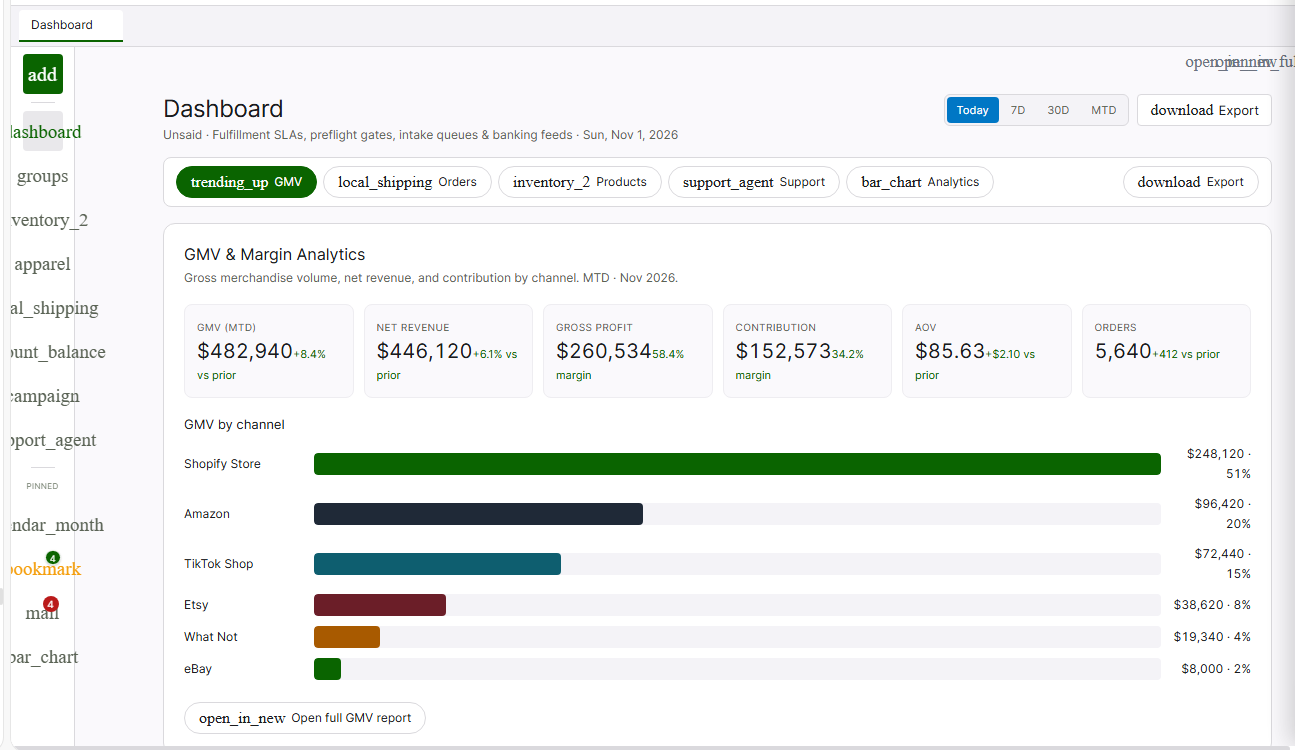 Dashboard
add
dashboard
groups
ventory_2
apparel
al_shipping
ount_balance
campaign
pport_agent
PINNED
ndar_month
4
bookmark
4
mail
bar_chart
Dashboard
Unsaid · Fulfillment SLAs, preflight gates, intake queues & banking feeds · Sun, Nov 1, 2026
Today 7D 30D MTD download Export
trending_up GMV local_shipping Orders inventory_2 Products support_agent Support bar_chart Analytics download Export
GMV & Margin Analytics
Gross merchandise volume, net revenue, and contribution by channel. MTD · Nov 2026.
GMV (MTD)
$482,940+8.4%
vs prior
NET REVENUE
$446,120+6.1% vs
prior
GROSS PROFIT
$260,53458.4%
margin
CONTRIBUTION
$152,57334.2%
margin
AOV
$85.63+$2.10 vs
prior
ORDERS
5,640+412 vs prior
GMV by channel
Shopify Store $248,120 ·
51%
Amazon $96,420 ·
20%
TikTok Shop $72,440 ·
15%
Etsy $38,620 · 8%
What Not $19,340 · 4%
eBay $8,000 · 2%
open_in_new Open full GMV report